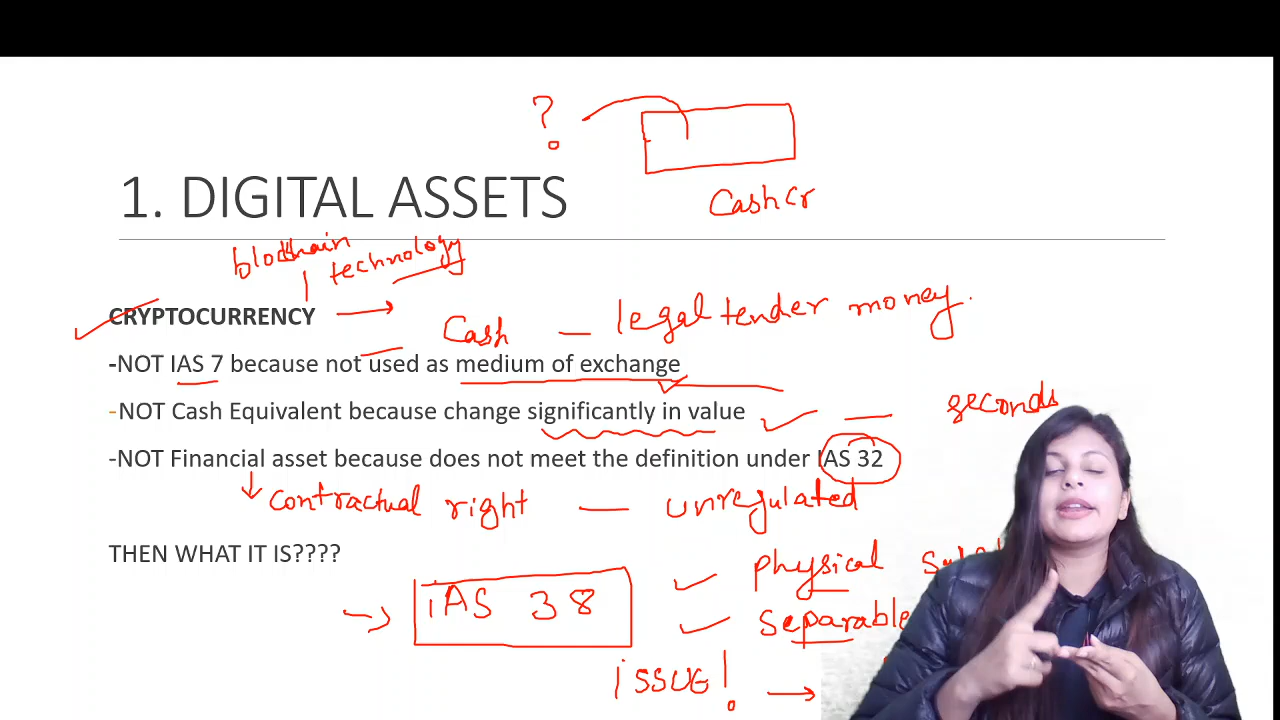 ?
Cash Cr
1. DIGITAL ASSETS
blockchain
technology
CRYPTOCURRENCY
Cash — legal tender money.
-NOT IAS 7 because not used as medium of exchange
-NOT Cash Equivalent because change significantly in value
seconds
-NOT Financial asset because does not meet the definition under IAS 32
contractual right — unregulated
THEN WHAT IT IS????
physical
iAS 38
separable
iSSUE!